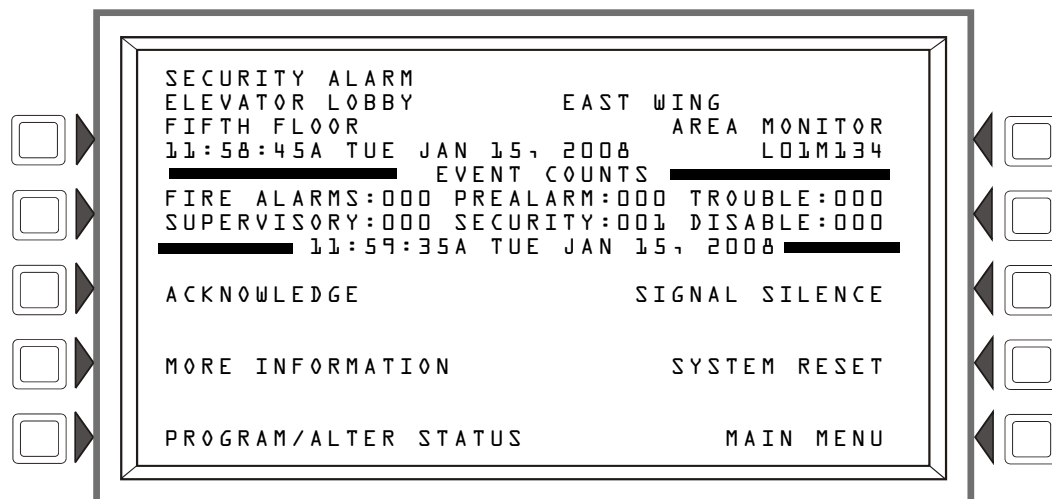 SECURITY ALARM
ELEVATOR LOBBY EAST WING
FIFTH FLOOR AREA MONITOR
11:58:45A TUE JAN 15, 2008 L01M134
EVENT COUNTS
FIRE ALARMS:000 PREALARM:000 TROUBLE:000
SUPERVISORY:000 SECURITY:001 DISABLE:000
11:59:35A TUE JAN 15, 2008
ACKNOWLEDGE SIGNAL SILENCE
MORE INFORMATION SYSTEM RESET
PROGRAM/ALTER STATUS MAIN MENU